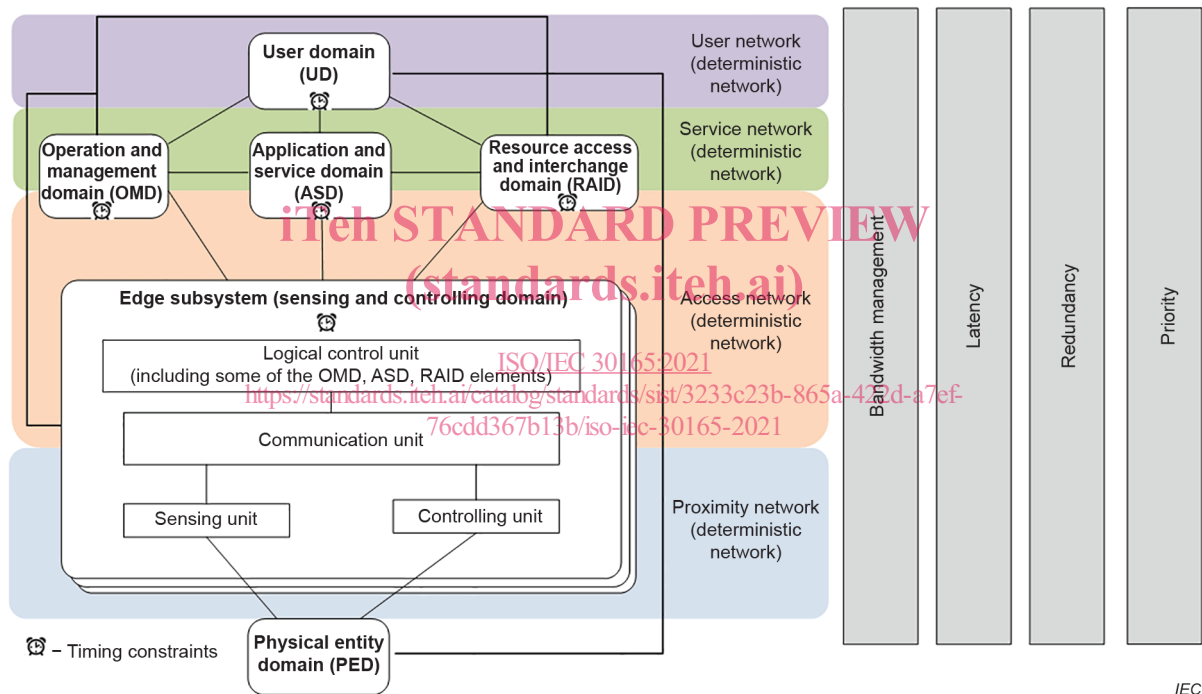 User domain
(UD)
User network
(deterministic
network)
Operation and
management
domain (OMD)
Application and
service domain
(ASD)
Resource access
and interchange
domain (RAID)
Service network
(deterministic
network)
iTeh STANDARD PREVIEW
(standards.iteh.ai)
Edge subsystem (sensing and controlling domain)
Access network
(deterministic
network)
Logical control unit
(including some of the OMD, ASD, RAID elements)
ISO/IEC 30165:2021
https://standards.iteh.ai/catalog/standards/sist/3233c23b-865a-422d-a7ef-
76cdd367b13b/iso-iec-30165-2021
Communication unit
Sensing unit
Controlling unit
Proximity network
(deterministic
network)
Physical entity
domain (PED)
– Timing constraints
Bandwidth management
Latency
Redundancy
Priority
IEC